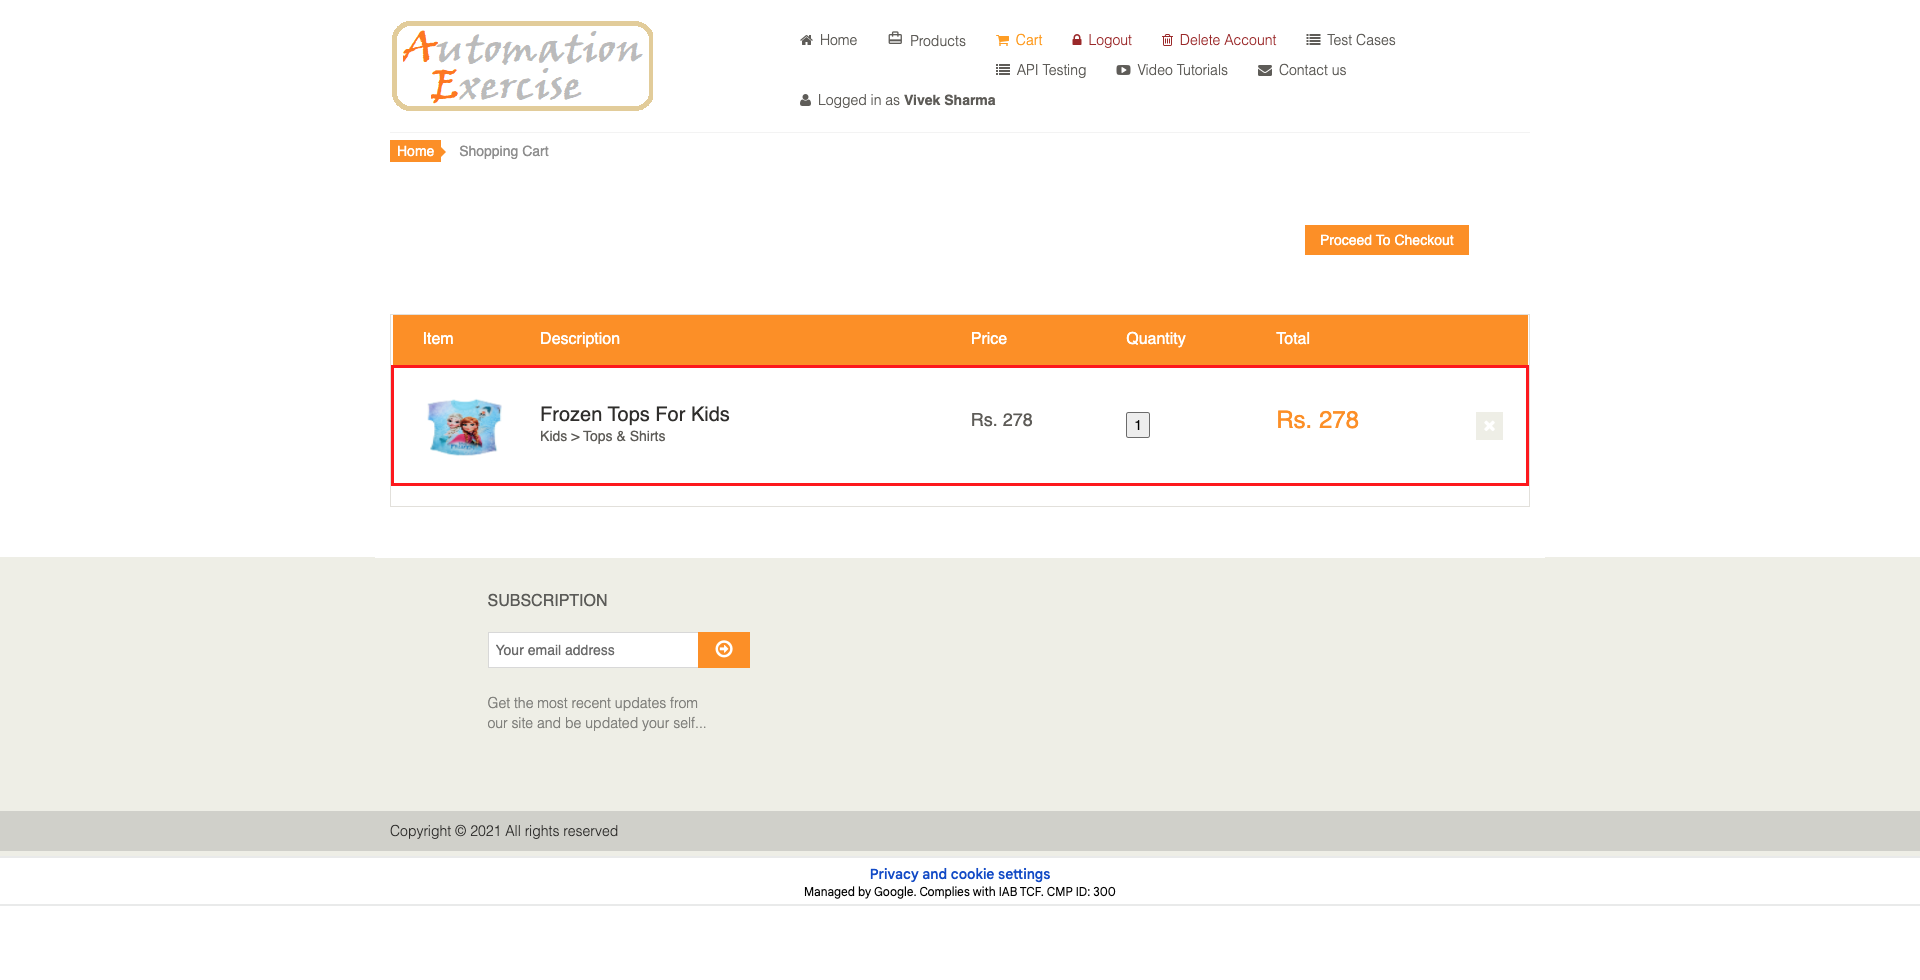 Automation
Exercise
Home Products Cart Logout Delete Account Test Cases
API Testing Video Tutorials Contact us
Logged in as Vivek Sharma
Home Shopping Cart
Proceed To Checkout
Item Description Price Quantity Total
Frozen Tops For Kids Rs. 278 1 Rs. 278
Kids > Tops & Shirts
SUBSCRIPTION
Your email address
Get the most recent updates from
our site and be updated your self...
Copyright © 2021 All rights reserved
Privacy and cookie settings
Managed by Google. Complies with IAB TCF. CMP ID: 300